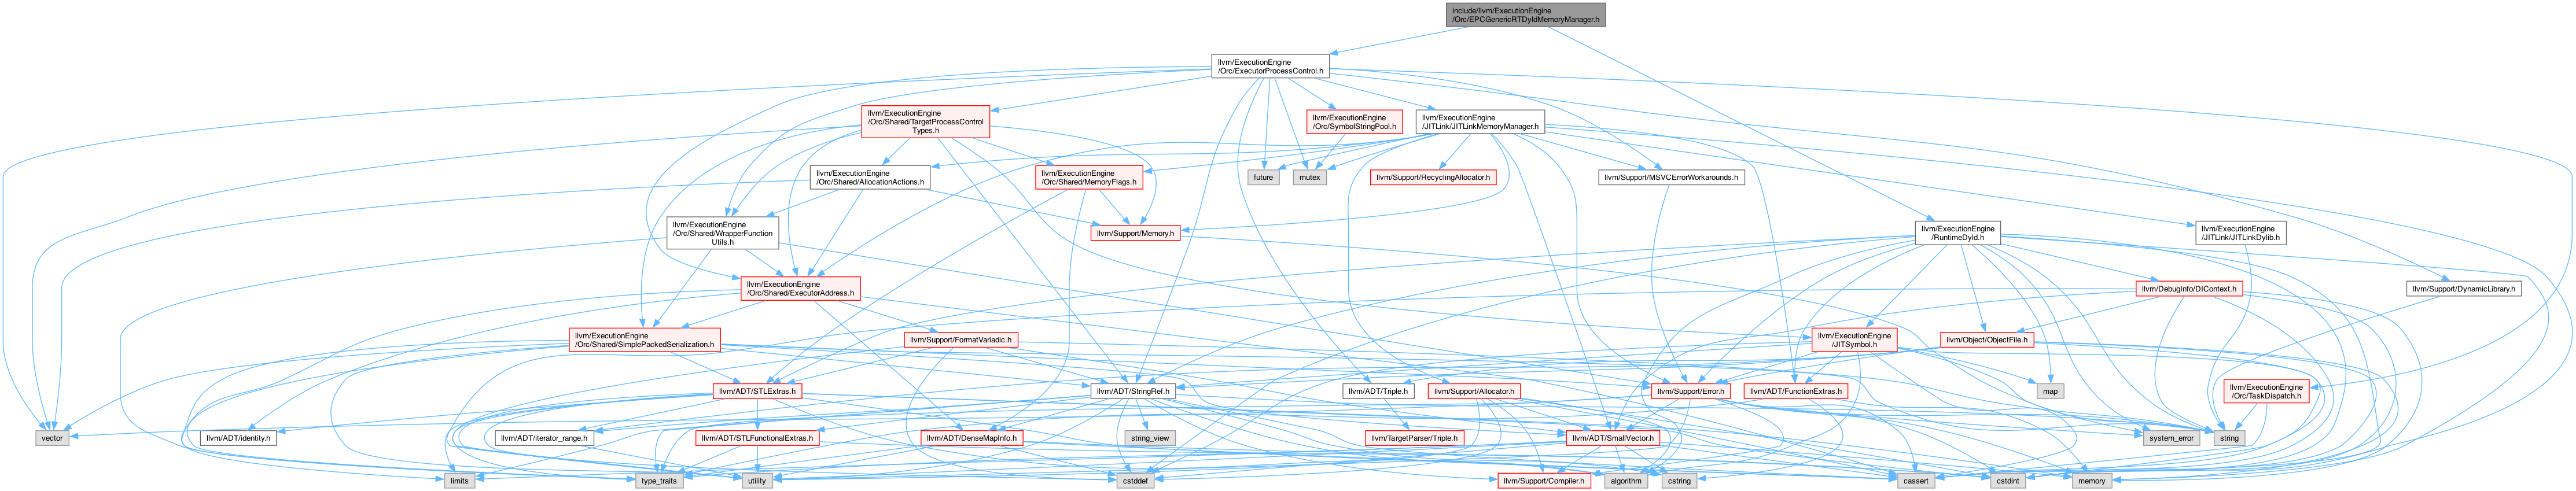 include/llvm/ExecutionEngine
/Orc/EPCGenericRTDyldMemoryManager.h
llvm/ExecutionEngine
/Orc/ExecutorProcessControl.h
llvm/ExecutionEngine
/Orc/Shared/TargetProcessControl
Types.h
llvm/ExecutionEngine
/Orc/SymbolStringPool.h
llvm/ExecutionEngine
/JITLink/JITLinkMemoryManager.h
llvm/ExecutionEngine
/Orc/Shared/AllocationActions.h
llvm/ExecutionEngine
/Orc/Shared/MemoryFlags.h
future
mutex
llvm/Support/RecyclingAllocator.h
llvm/Support/MSVCErrorWorkarounds.h
llvm/ExecutionEngine
/Orc/Shared/WrapperFunction
Utils.h
llvm/Support/Memory.h
llvm/ExecutionEngine
/RuntimeDyld.h
llvm/ExecutionEngine
/JITLink/JITLinkDylib.h
llvm/ExecutionEngine
/Orc/Shared/ExecutorAddress.h
llvm/DebugInfo/DIContext.h
llvm/Support/DynamicLibrary.h
llvm/ExecutionEngine
/Orc/Shared/SimplePackedSerialization.h
llvm/Support/FormatVariadic.h
llvm/ExecutionEngine
/JITSymbol.h
llvm/Object/ObjectFile.h
llvm/ADT/STLExtras.h
llvm/ADT/StringRef.h
llvm/ADT/Triple.h
llvm/Support/Allocator.h
llvm/Support/Error.h
llvm/ADT/FunctionExtras.h
map
llvm/ExecutionEngine
/Orc/TaskDispatch.h
vector
llvm/ADT/identity.h
llvm/ADT/iterator_range.h
llvm/ADT/STLFunctionalExtras.h
llvm/ADT/DenseMapInfo.h
string_view
llvm/TargetParser/Triple.h
llvm/ADT/SmallVector.h
system_error
string
limits
type_traits
utility
cstddef
llvm/Support/Compiler.h
algorithm
cstring
cassert
cstdint
memory